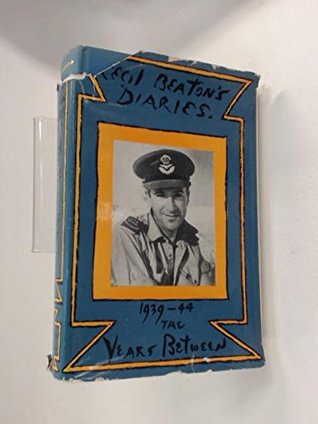 CECIL BEATON'S
DIARIES.
1939-44
THE
YEARS BETWEEN